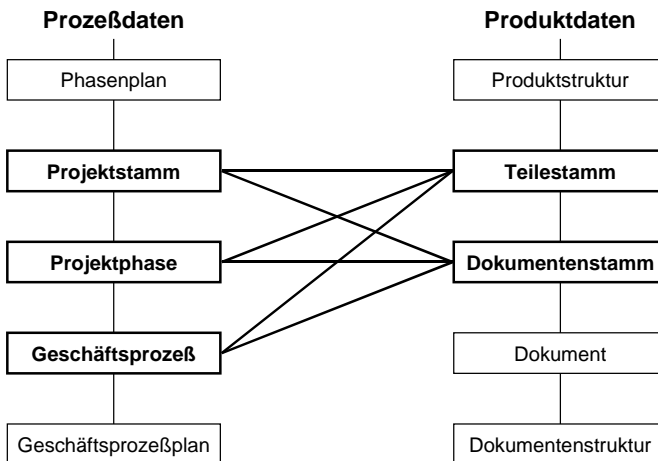 Prozeßdaten
Phasenplan
Projektstamm
Projektphase
Geschäftsprozeß
Geschäftsprozeßplan
Produktdaten
Produktstruktur
Teilestamm
Dokumentenstamm
Dokument
Dokumentenstruktur